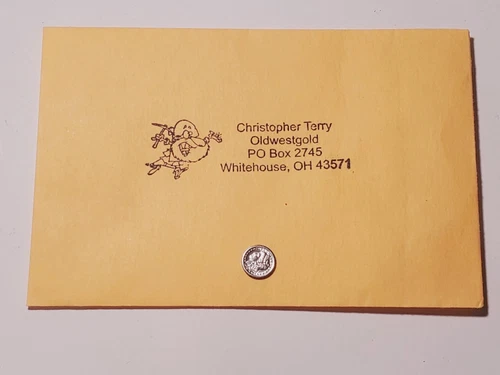 Christopher Terry
Oldwestgold
PO Box 2745
Whitehouse, OH 43571